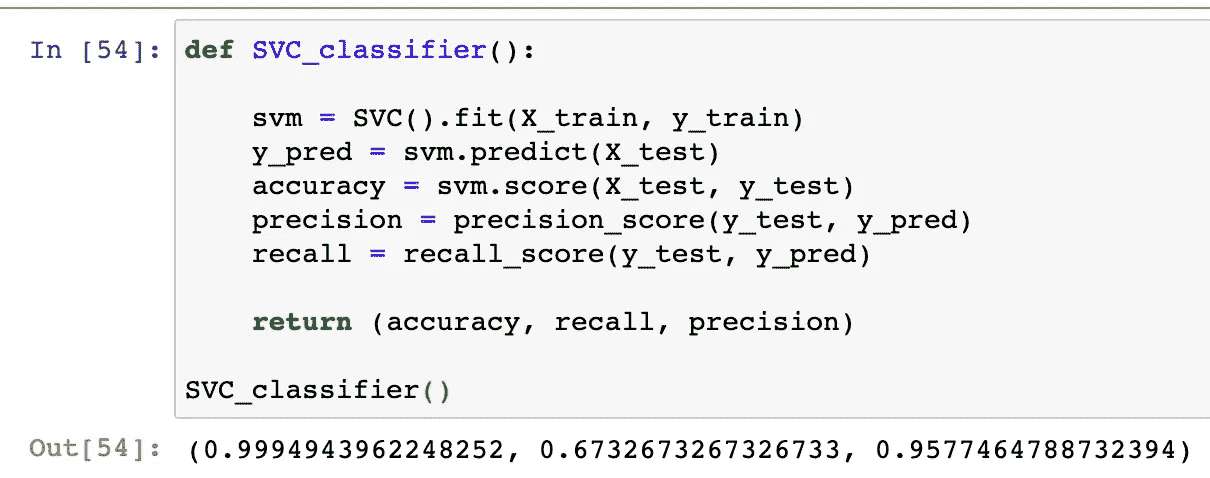 In [54]: def SVC_classifier():
svm = SVC().fit(X_train, y_train)
y_pred = svm.predict(X_test)
accuracy = svm.score(X_test, y_test)
precision = precision_score(y_test, y_pred)
recall = recall_score(y_test, y_pred)
return (accuracy, recall, precision)
SVC_classifier()
Out[54]: (0.9994943962248252, 0.6732673267326733, 0.9577464788732394)